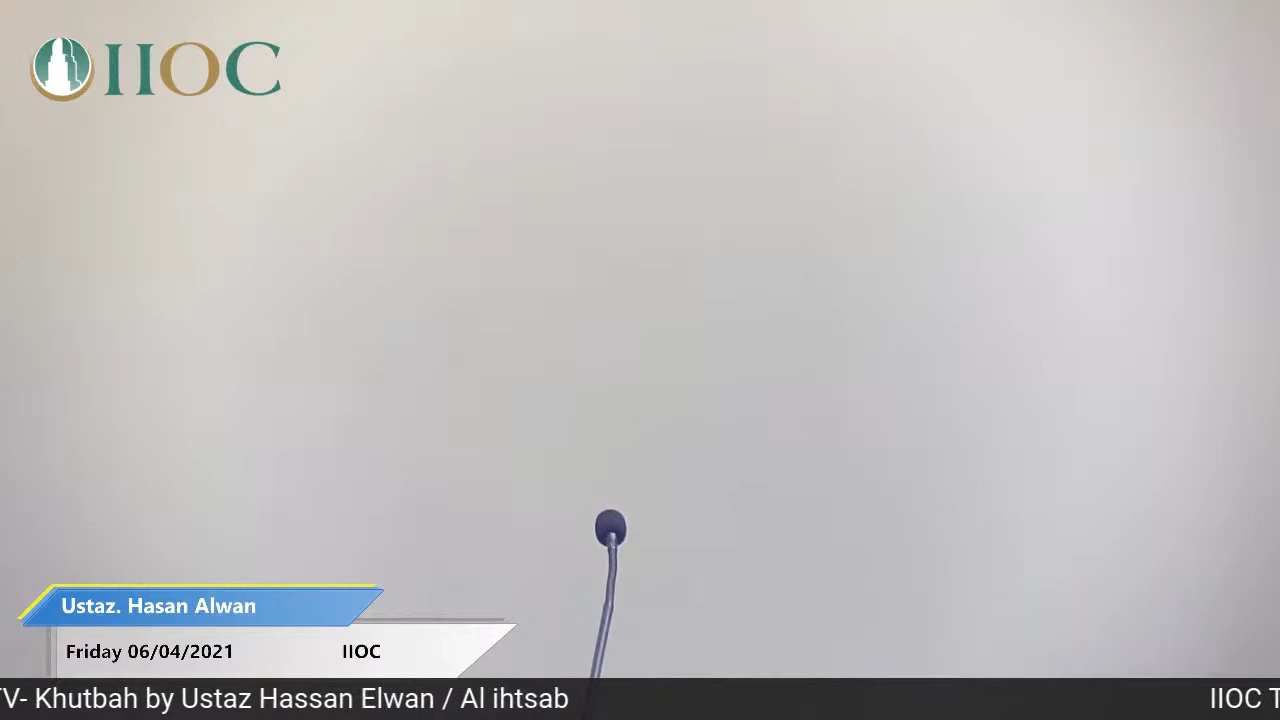 IIOC
Ustaz. Hasan Alwan
Friday 06/04/2021 IIOC
TV- Khutbah by Ustaz Hassan Elwan / Al ihtsab
IIOC T